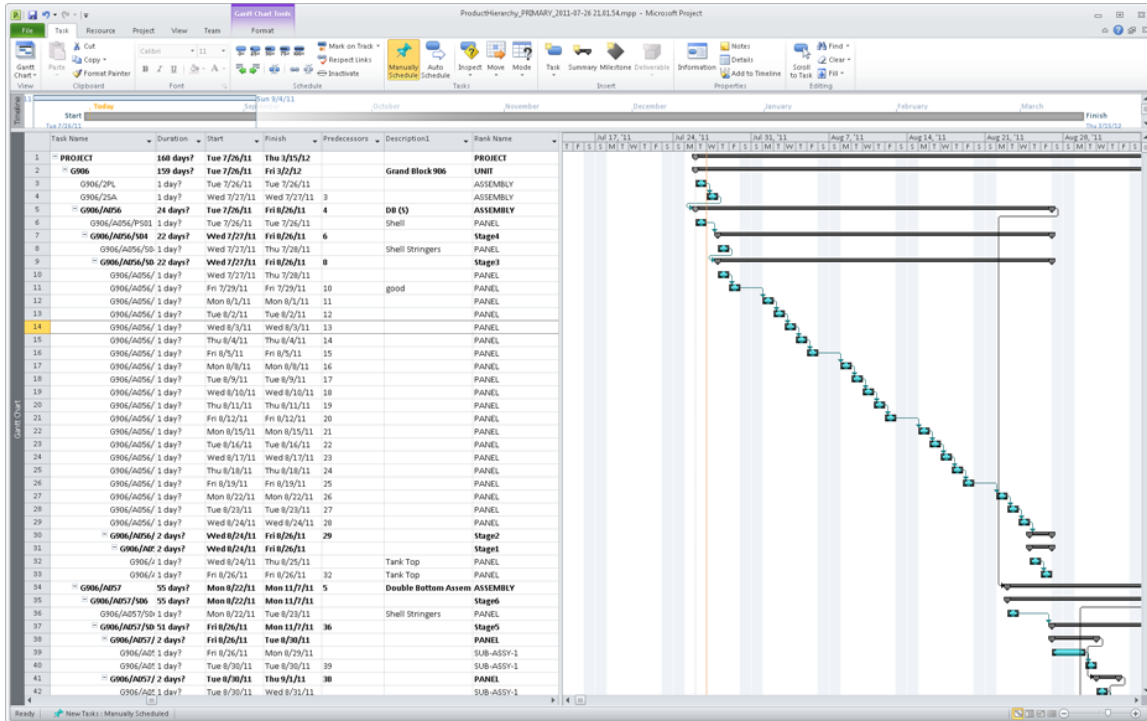 Gantt Chart Tools
ProductHierarchy_PRIMARY_2011-07-26 21.01.54.mpp - Microsoft Project
File Task Resource Project View Team Format
Gantt Chart
View
Paste
Cut
Copy
Format Painter
Clipboard
Calibri 11
B I U
Font
Mark on Track
Respect Links
Inactivate
Schedule
Manually Schedule
Auto Schedule
Inspect Move Mode
Tasks
Task Summary Milestone Deliverable
Insert
Information
Notes
Details
Add to Timeline
Properties
Scroll to Task
Find
Clear
Fill
Editing
Timeline
Sun 9/4/11
Today October November December January February March
Start Finish
Tue 7/26/11 Thu 3/15/12
Task Name Duration Start Finish Predecessors Description1 Rank Name
Jul 17, '11 Jul 24, '11 Jul 31, '11 Aug 7, '11 Aug 14, '11 Aug 21, '11 Aug 28, '11
T F S S M T W T F S S M T W T F S S M T W T F S S M T W T F S S M T W T F S S M T W T F S S M T W T F S
1 PROJECT 168 days? Tue 7/26/11 Thu 3/15/12 PROJECT
2 G906 159 days? Tue 7/26/11 Fri 3/2/12 Grand Block 906 UNIT
3 G906/2PL 1 day? Tue 7/26/11 Tue 7/26/11 ASSEMBLY
4 G906/2SA 1 day? Wed 7/27/11 Wed 7/27/11 3 ASSEMBLY
5 G906/A056 24 days? Tue 7/26/11 Fri 8/26/11 4 DB (S) ASSEMBLY
6 G906/A056/PS01 1 day? Tue 7/26/11 Tue 7/26/11 Shell PANEL
7 G906/A056/S04 22 days? Wed 7/27/11 Fri 8/26/11 6 Stage4
8 G906/A056/S0 1 day? Wed 7/27/11 Thu 7/28/11 Shell Stringers PANEL
9 G906/A056/S0 22 days? Wed 7/27/11 Fri 8/26/11 8 Stage3
10 G906/A056/ 1 day? Wed 7/27/11 Thu 7/28/11 PANEL
11 G906/A056/ 1 day? Fri 7/29/11 Fri 7/29/11 10 good PANEL
12 G906/A056/ 1 day? Mon 8/1/11 Mon 8/1/11 11 PANEL
13 G906/A056/ 1 day? Tue 8/2/11 Tue 8/2/11 12 PANEL
14 G906/A056/ 1 day? Wed 8/3/11 Wed 8/3/11 13 PANEL
15 G906/A056/ 1 day? Thu 8/4/11 Thu 8/4/11 14 PANEL
16 G906/A056/ 1 day? Fri 8/5/11 Fri 8/5/11 15 PANEL
17 G906/A056/ 1 day? Mon 8/8/11 Mon 8/8/11 16 PANEL
18 G906/A056/ 1 day? Tue 8/9/11 Tue 8/9/11 17 PANEL
19 G906/A056/ 1 day? Wed 8/10/11 Wed 8/10/11 18 PANEL
20 G906/A056/ 1 day? Thu 8/11/11 Thu 8/11/11 19 PANEL
21 G906/A056/ 1 day? Fri 8/12/11 Fri 8/12/11 20 PANEL
22 G906/A056/ 1 day? Mon 8/15/11 Mon 8/15/11 21 PANEL
23 G906/A056/ 1 day? Tue 8/16/11 Tue 8/16/11 22 PANEL
24 G906/A056/ 1 day? Wed 8/17/11 Wed 8/17/11 23 PANEL
25 G906/A056/ 1 day? Thu 8/18/11 Thu 8/18/11 24 PANEL
26 G906/A056/ 1 day? Fri 8/19/11 Fri 8/19/11 25 PANEL
27 G906/A056/ 1 day? Mon 8/22/11 Mon 8/22/11 26 PANEL
28 G906/A056/ 1 day? Tue 8/23/11 Tue 8/23/11 27 PANEL
29 G906/A056/ 1 day? Wed 8/24/11 Wed 8/24/11 28 PANEL
30 G906/A056/ 2 days? Wed 8/24/11 Fri 8/26/11 29 Stage2
31 G906/A05 2 days? Wed 8/24/11 Fri 8/26/11 Stage1
32 G906/A 1 day? Wed 8/24/11 Thu 8/25/11 Tank Top PANEL
33 G906/A 1 day? Fri 8/26/11 Fri 8/26/11 32 Tank Top PANEL
34 G906/A057 55 days? Mon 8/22/11 Mon 11/7/11 5 Double Bottom Assem ASSEMBLY
35 G906/A057/S06 55 days? Mon 8/22/11 Mon 11/7/11 Stage6
36 G906/A057/S0 1 day? Mon 8/22/11 Tue 8/23/11 Shell Stringers PANEL
37 G906/A057/S0 51 days? Fri 8/26/11 Mon 11/7/11 36 Stage5
38 G906/A057/ 2 days? Fri 8/26/11 Tue 8/30/11 PANEL
39 G906/A05 1 day? Fri 8/26/11 Mon 8/29/11 SUB-ASSY-1
40 G906/A05 1 day? Tue 8/30/11 Tue 8/30/11 39 SUB-ASSY-1
41 G906/A057/ 2 days? Tue 8/30/11 Thu 9/1/11 38 PANEL
42 G906/A05 1 day? Tue 8/30/11 Wed 8/31/11 SUB-ASSY-1
Gantt Chart
Ready New Tasks : Manually Scheduled